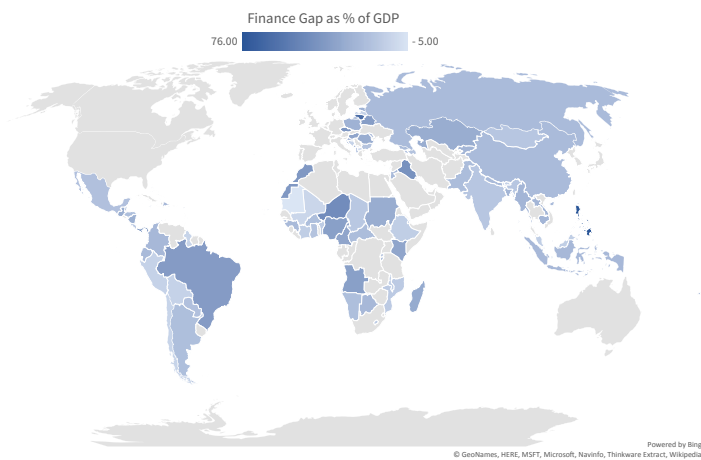 Finance Gap as % of GDP
76.00 - 5.00
Powered by Bing
© GeoNames, HERE, MSFT, Microsoft, Navinfo, Thinkware Extract, Wikipedia